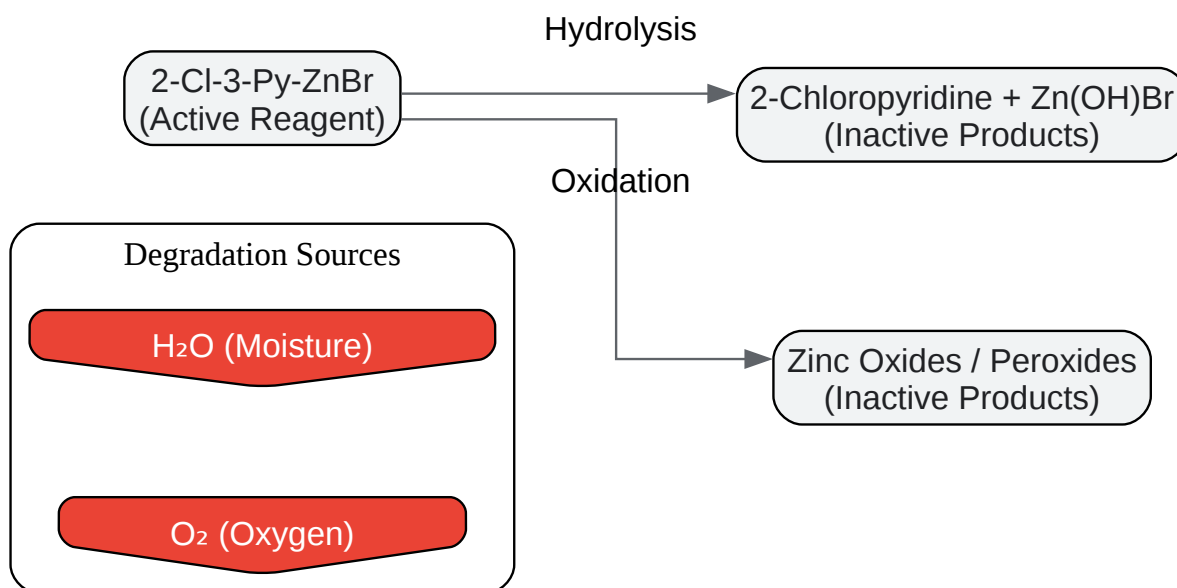 Hydrolysis
2-Cl-3-Py-ZnBr
(Active Reagent)
2-Chloropyridine + Zn(OH)Br
(Inactive Products)
Oxidation
Degradation Sources
H₂O (Moisture)
Zinc Oxides / Peroxides
(Inactive Products)
O₂ (Oxygen)